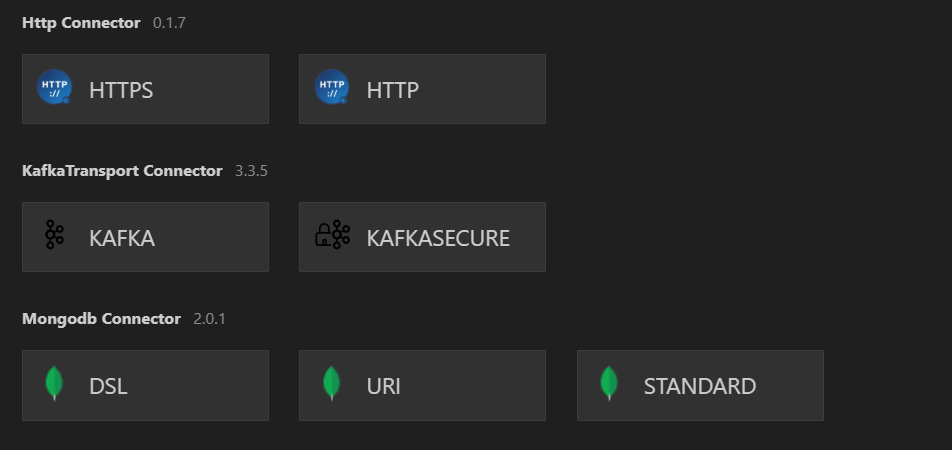 Http Connector 0.1.7
HTTP :// HTTPS HTTP :// HTTP
KafkaTransport Connector 3.3.5
KAFKA KAFKASECURE
Mongodb Connector 2.0.1
DSL URI STANDARD